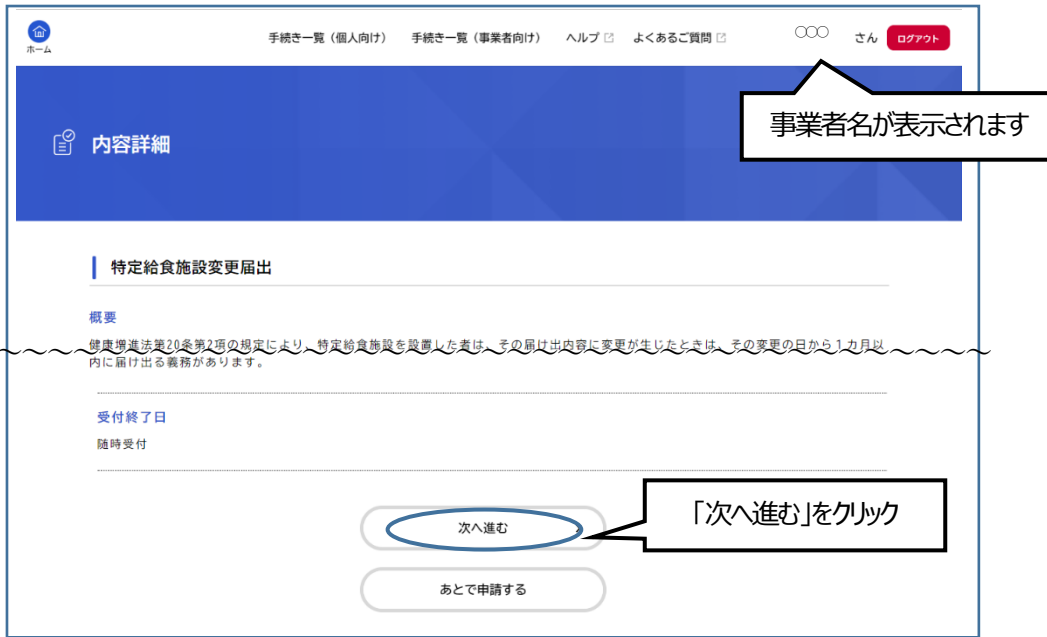 ホーム
手続き一覧（個人向け） 手続き一覧（事業者向け） ヘルプ よくあるご質問 ○○○ さん ログアウト
事業者名が表示されます
内容詳細
特定給食施設変更届出
概要
健康増進法第20条第2項の規定により、特定給食施設を設置した者は、その届け出内容に変更が生じたときは、その変更の日から１カ月以
内に届け出る義務があります。
受付終了日
随時受付
「次へ進む」をクリック
次へ進む
あとで申請する